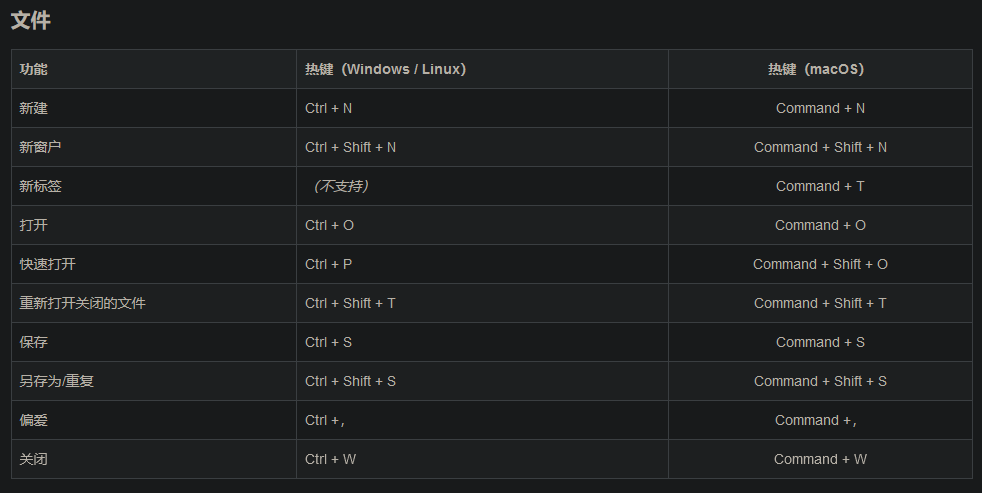 文件
功能 热键（Windows / Linux） 热键（macOS）
新建 Ctrl + N Command + N
新窗户 Ctrl + Shift + N Command + Shift + N
新标签 （不支持） Command + T
打开 Ctrl + O Command + O
快速打开 Ctrl + P Command + Shift + O
重新打开关闭的文件 Ctrl + Shift + T Command + Shift + T
保存 Ctrl + S Command + S
另存为/重复 Ctrl + Shift + S Command + Shift + S
偏爱 Ctrl +， Command +，
关闭 Ctrl + W Command + W